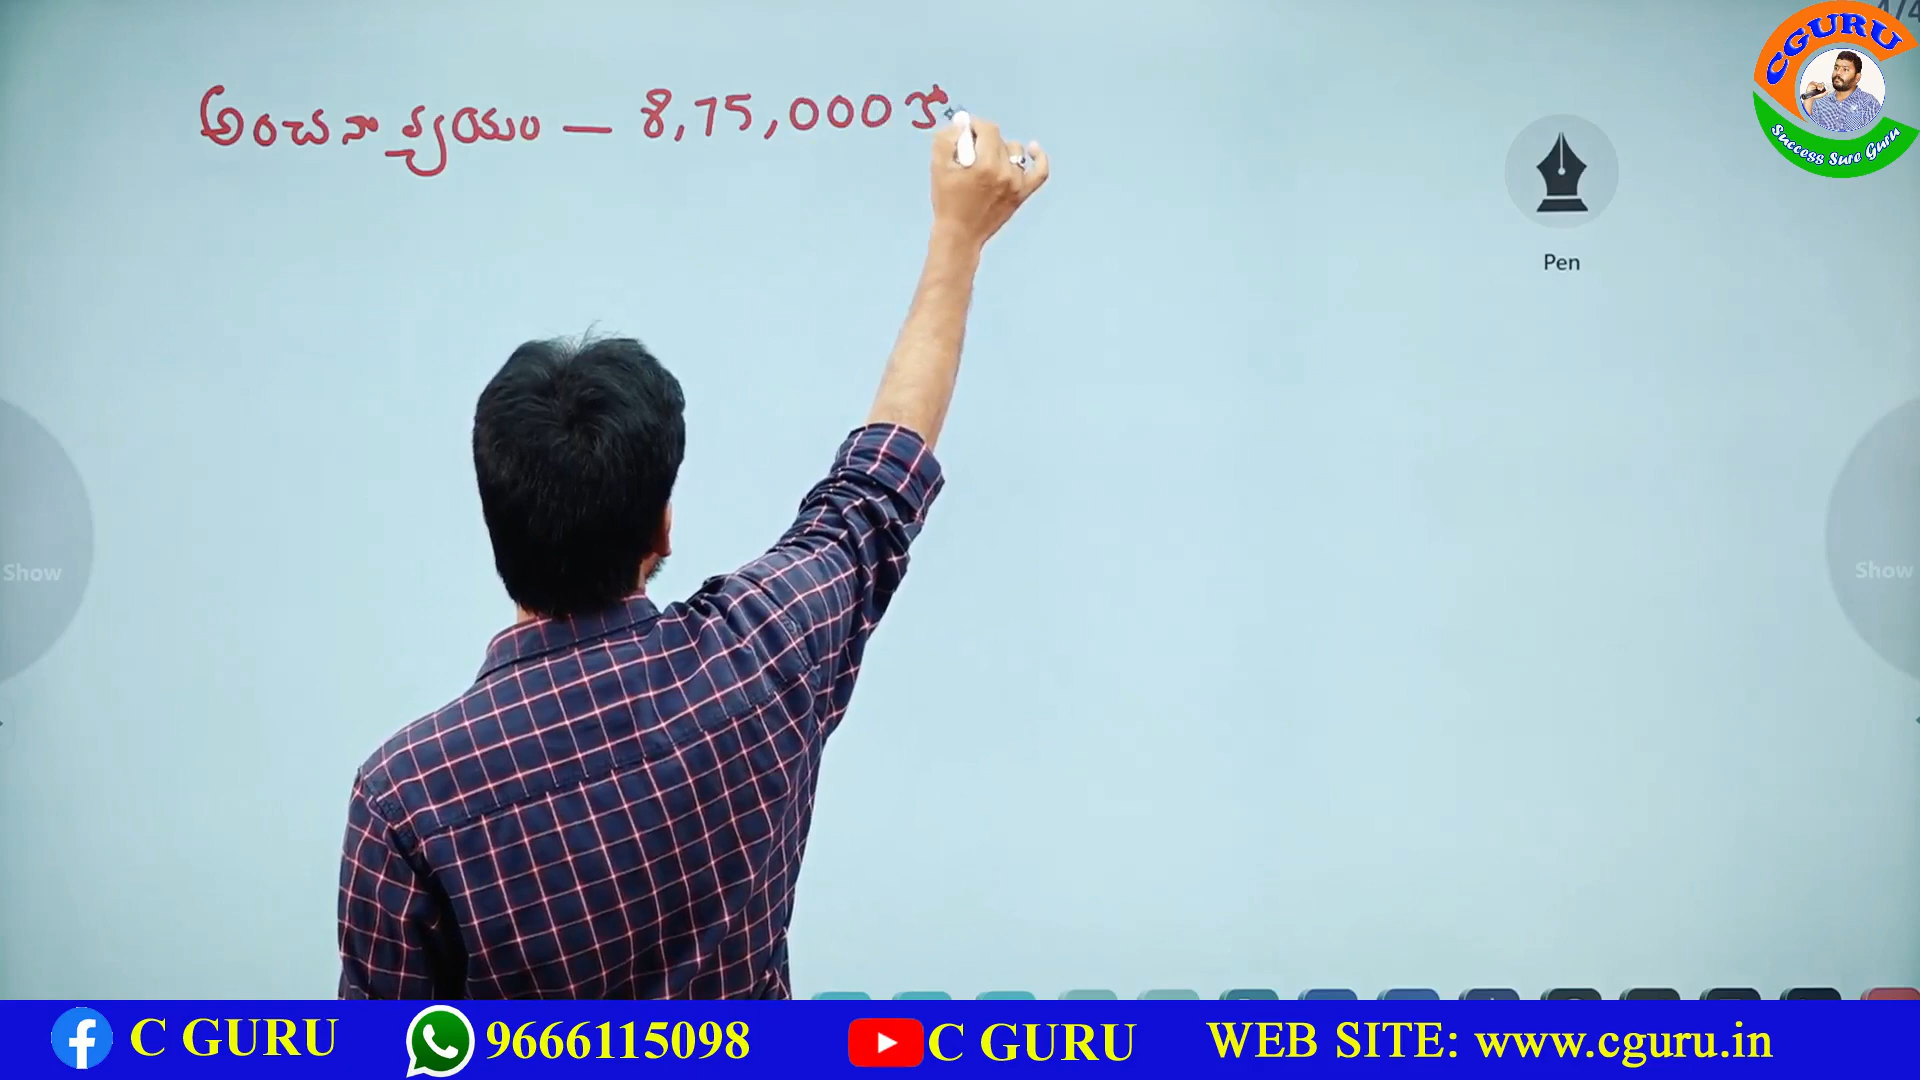 CGURU
Success Sure Guru
అంచనావ్యయం — 8,75,000 కో
Pen
Show
Show
C GURU
9666115098
C GURU
WEB SITE: www.cguru.in